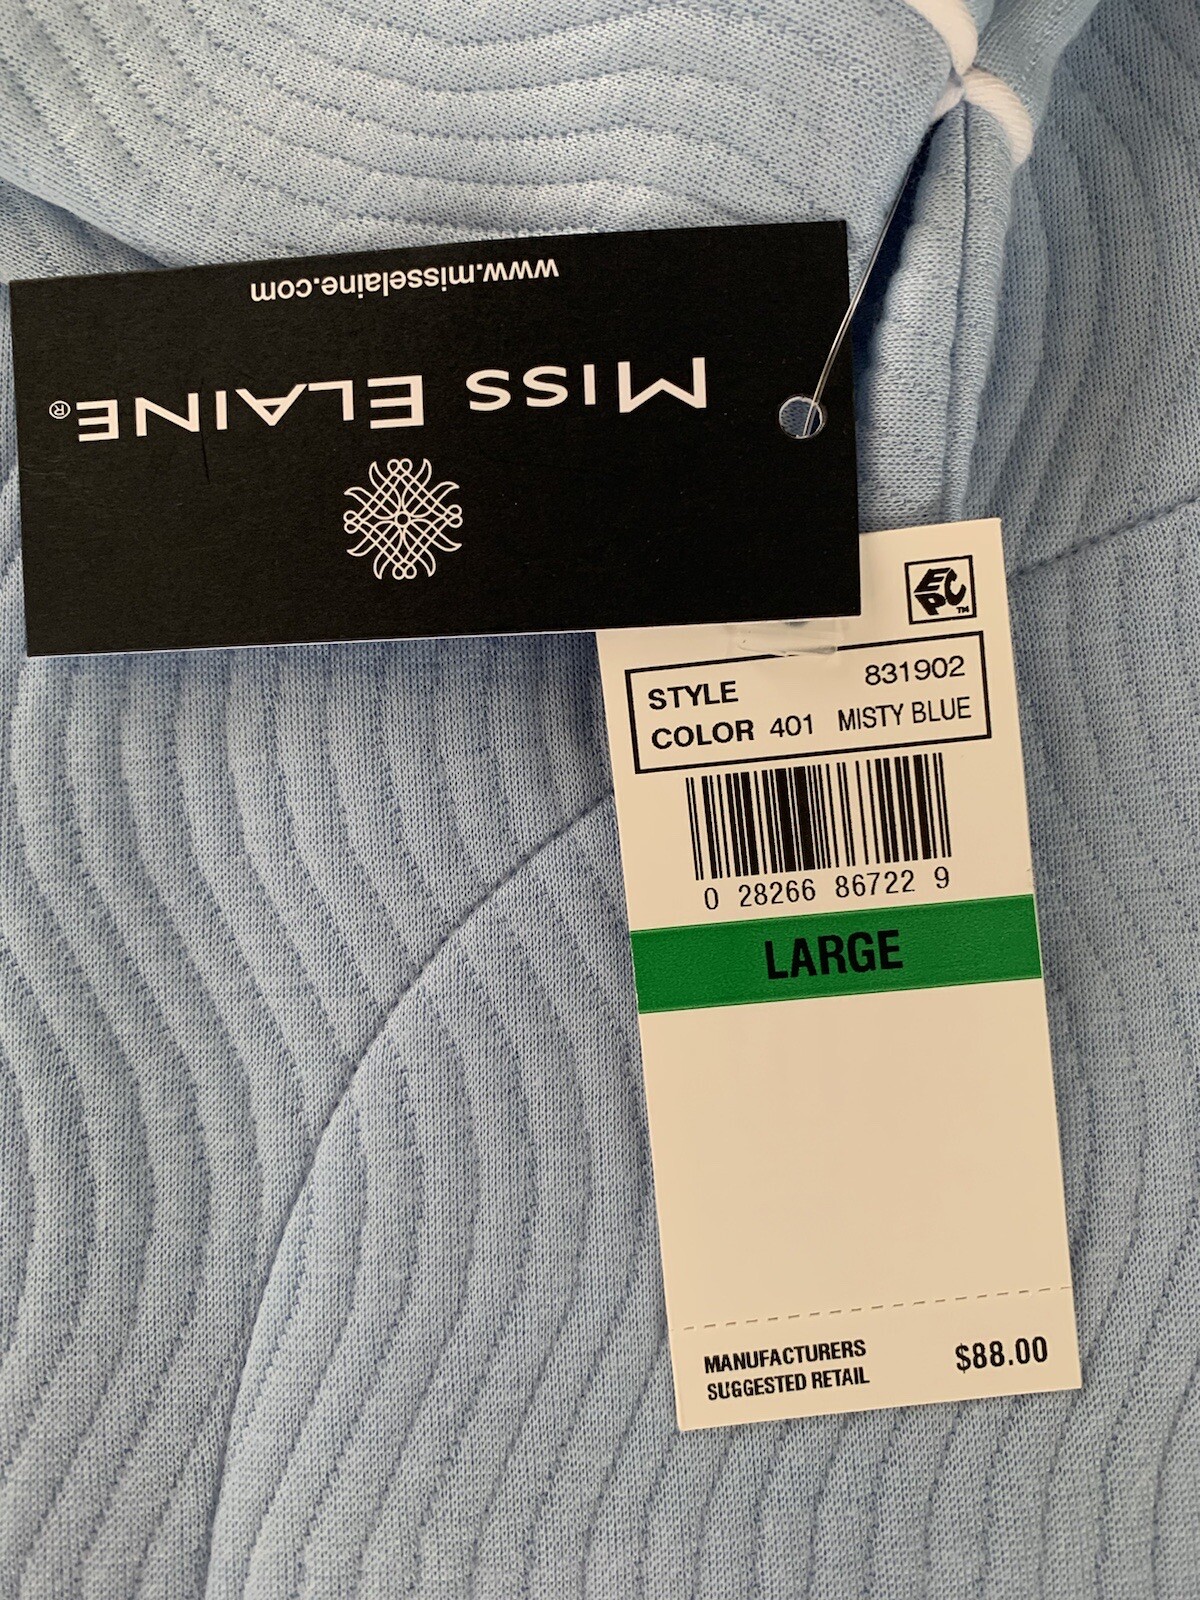 www.misselaine.com
MISS ELAINE®
EPC™
STYLE 831902
COLOR 401 MISTY BLUE
0 28266 86722 9
LARGE
MANUFACTURERS
SUGGESTED RETAIL
$88.00